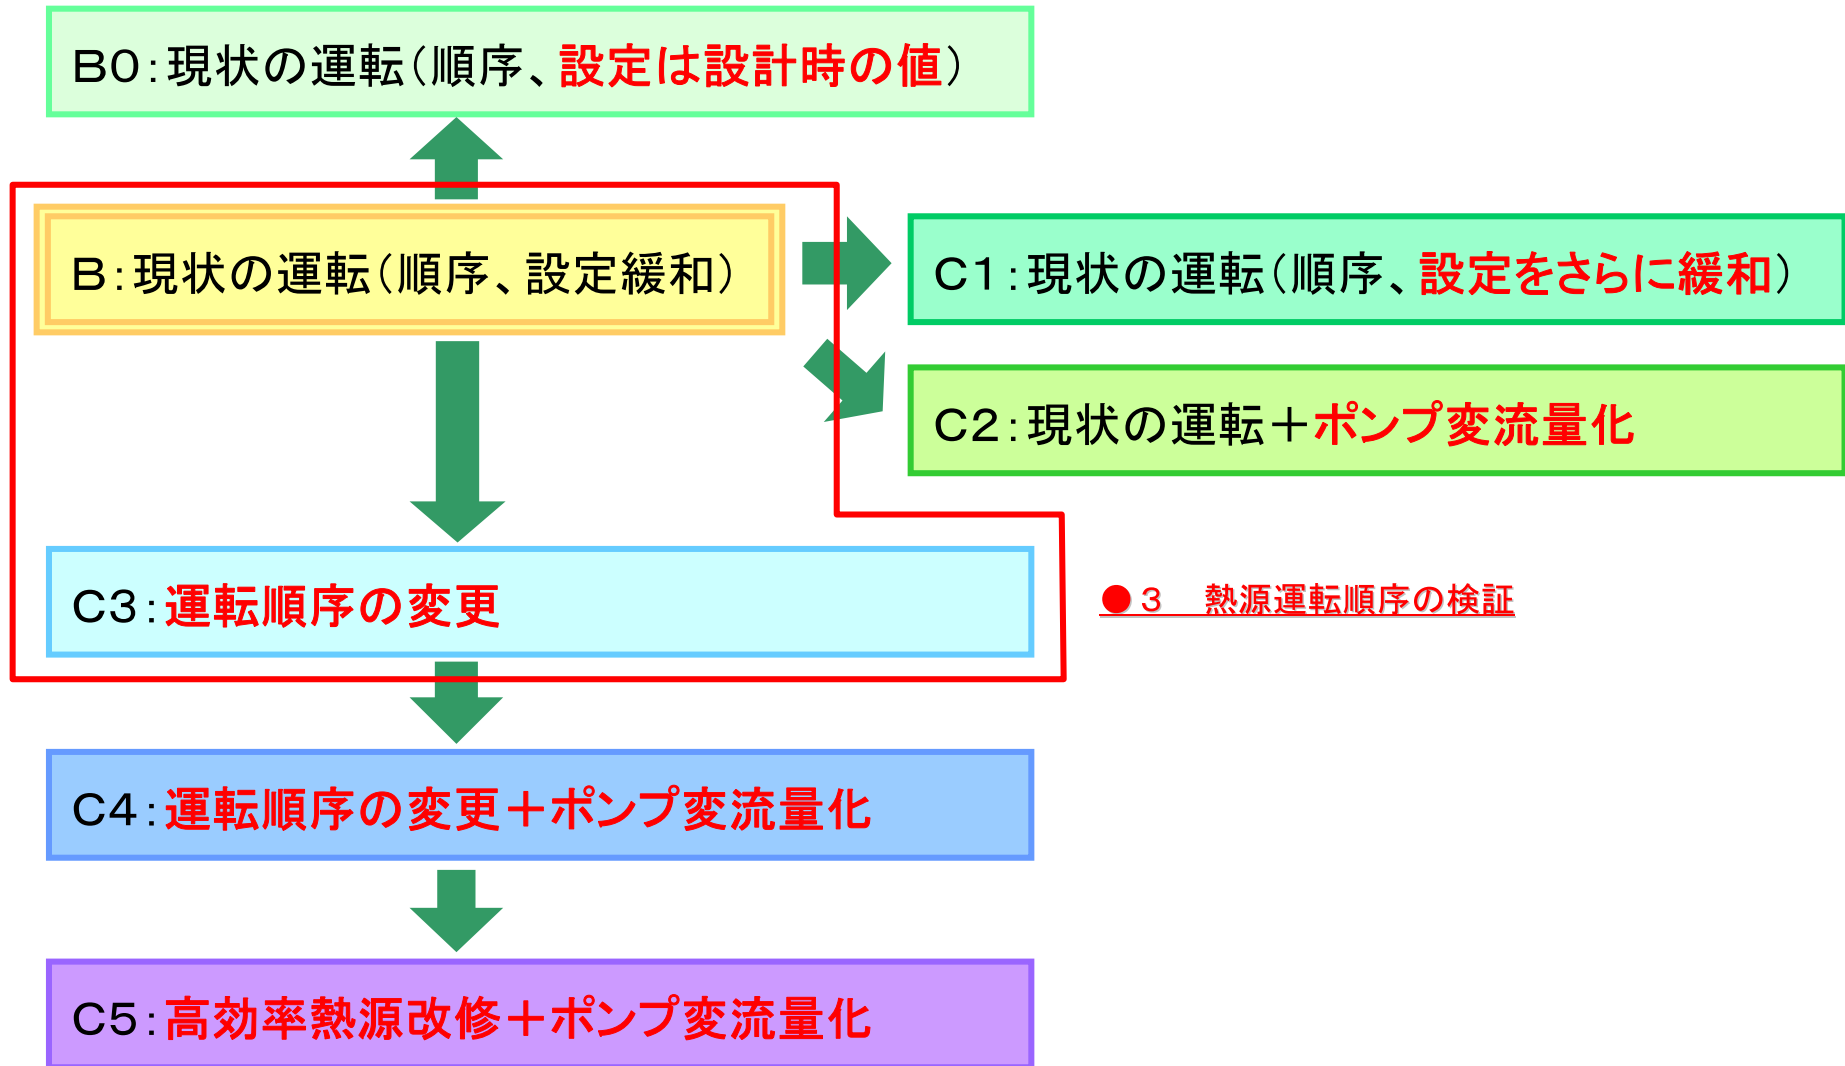 B0:現状の運転(順序、設定は設計時の値)
B:現状の運転(順序、設定緩和)
C1:現状の運転(順序、設定をさらに緩和)
C2:現状の運転+ポンプ変流量化
C3:運転順序の変更
●3 熱源運転順序の検証
C4:運転順序の変更+ポンプ変流量化
C5:高効率熱源改修+ポンプ変流量化